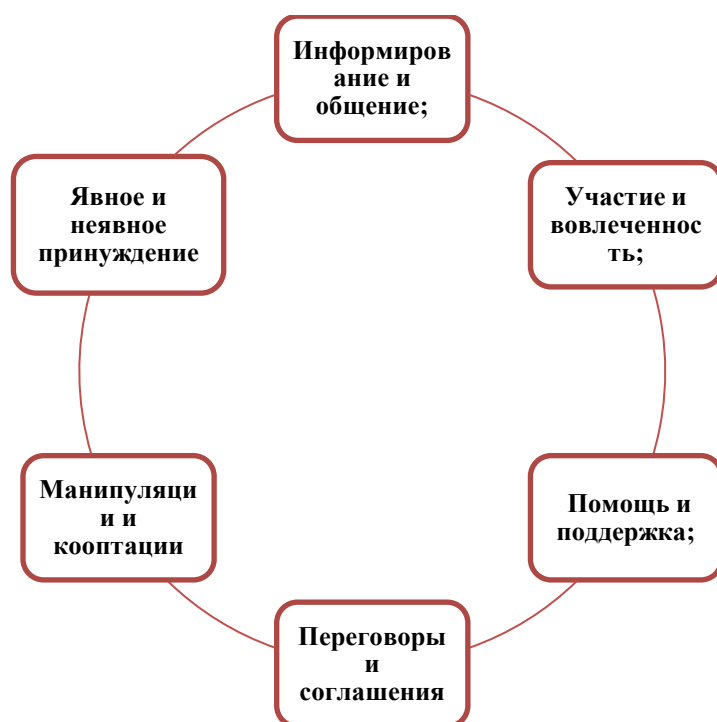 Информиров
ание и
общение;
Участие и
вовлеченнос
ть;
Помощь и
поддержка;
Переговоры
и
соглашения
Манипуляци
и и
кооптации
Явное и
неявное
принуждение